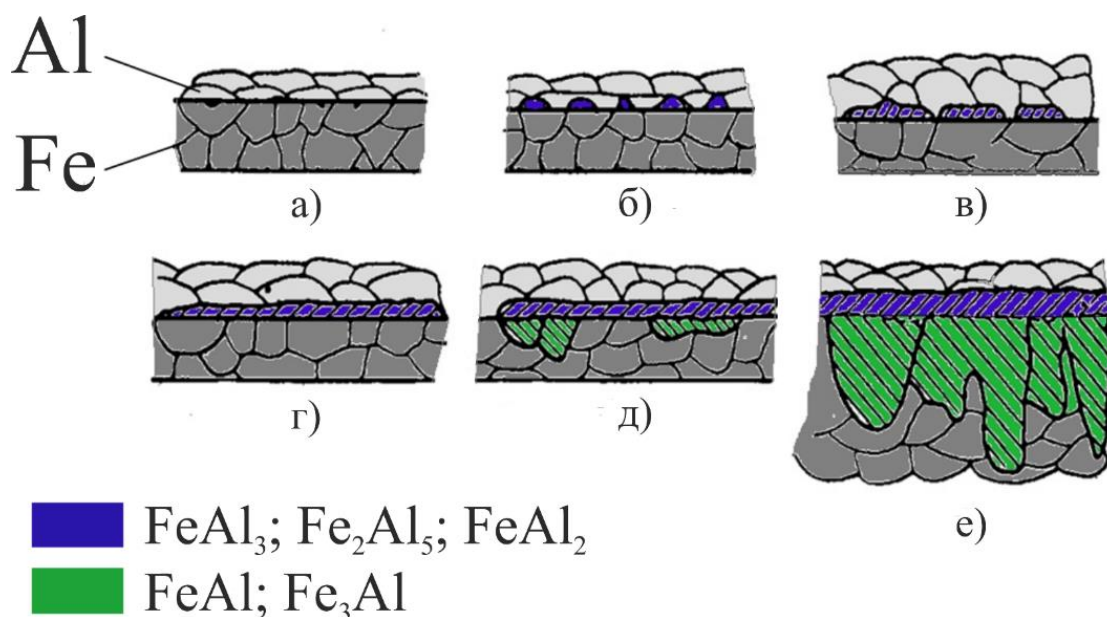 Al
Fe
а)
б)
в)
г)
д)
е)
FeAl₃; Fe₂Al₅; FeAl₂
FeAl; Fe₃Al